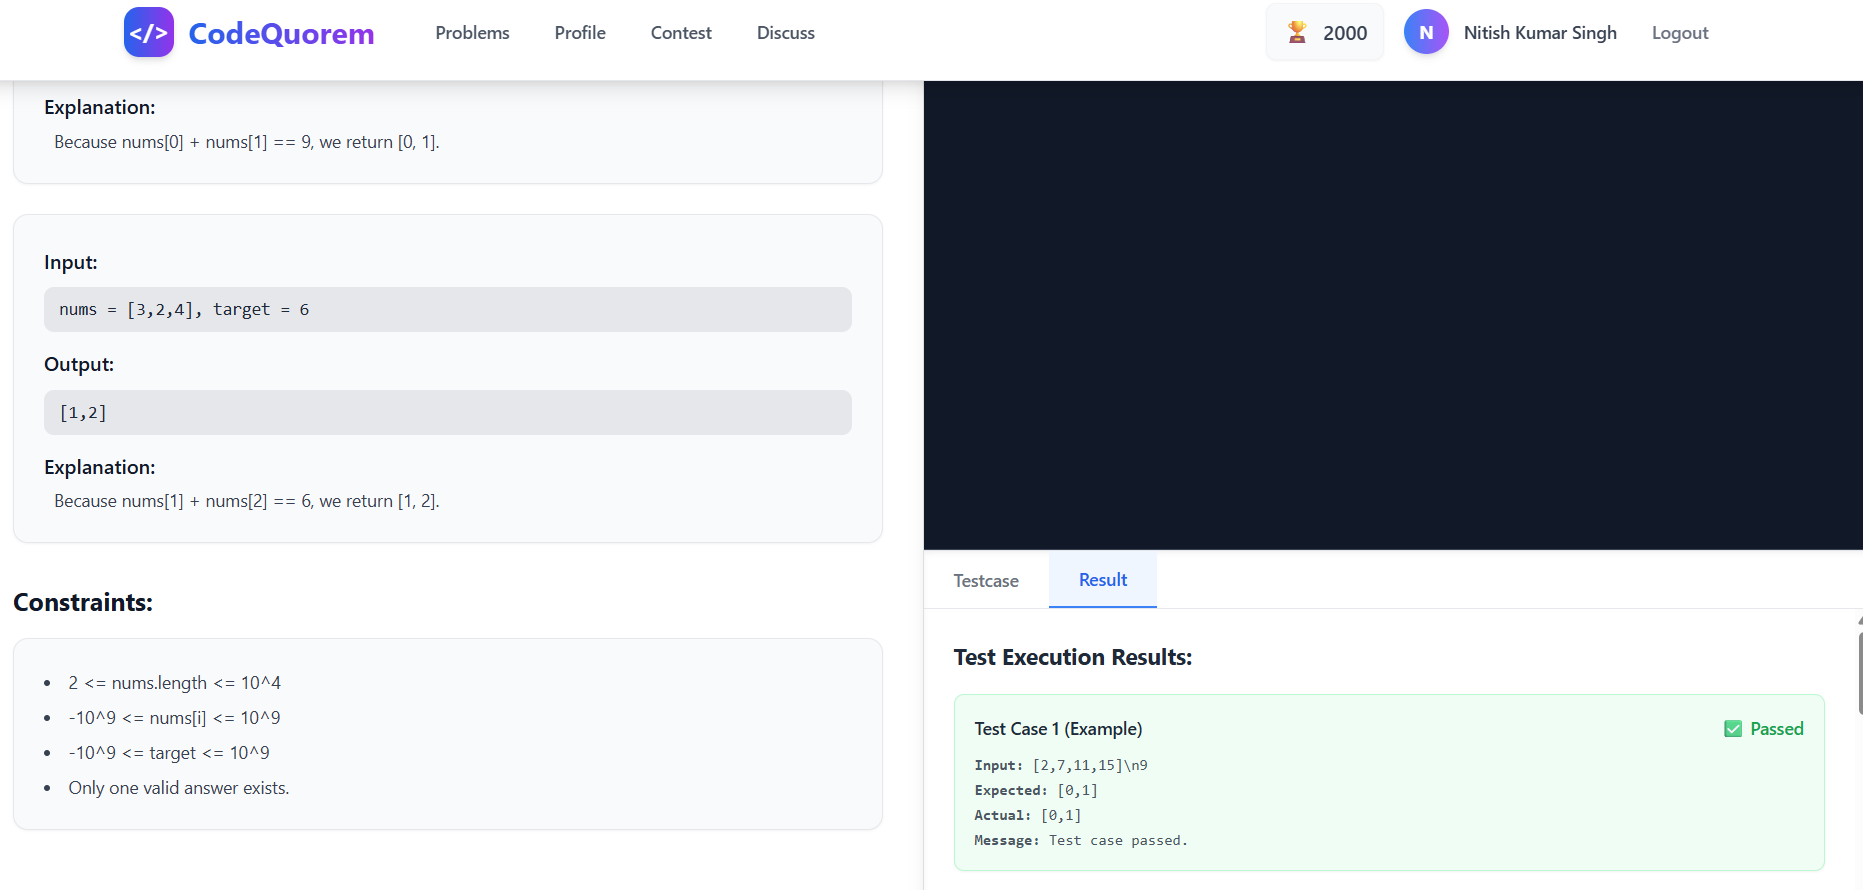 </> CodeQuorem Problems Profile Contest Discuss 2000 N Nitish Kumar Singh Logout
Explanation:
Because nums[0] + nums[1] == 9, we return [0, 1].
Input:
nums = [3,2,4], target = 6
Output:
[1,2]
Explanation:
Because nums[1] + nums[2] == 6, we return [1, 2].
Constraints:
• 2 <= nums.length <= 10^4
• -10^9 <= nums[i] <= 10^9
• -10^9 <= target <= 10^9
• Only one valid answer exists.
Testcase Result
Test Execution Results:
Test Case 1 (Example) ✅ Passed
Input: [2,7,11,15]\n9
Expected: [0,1]
Actual: [0,1]
Message: Test case passed.